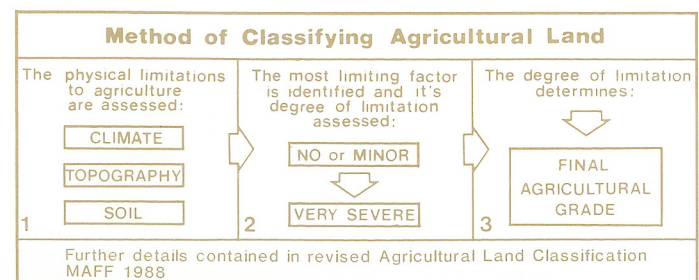 Method of Classifying Agricultural Land
The physical limitations
to agriculture
are assessed:
CLIMATE
TOPOGRAPHY
SOIL
1
The most limiting factor
is identified and it's
degree of limitation
assessed:
NO or MINOR
VERY SEVERE
2
The degree of limitation
determines:
FINAL
AGRICULTURAL
GRADE
3
Further details contained in revised Agricultural Land Classification
MAFF 1988